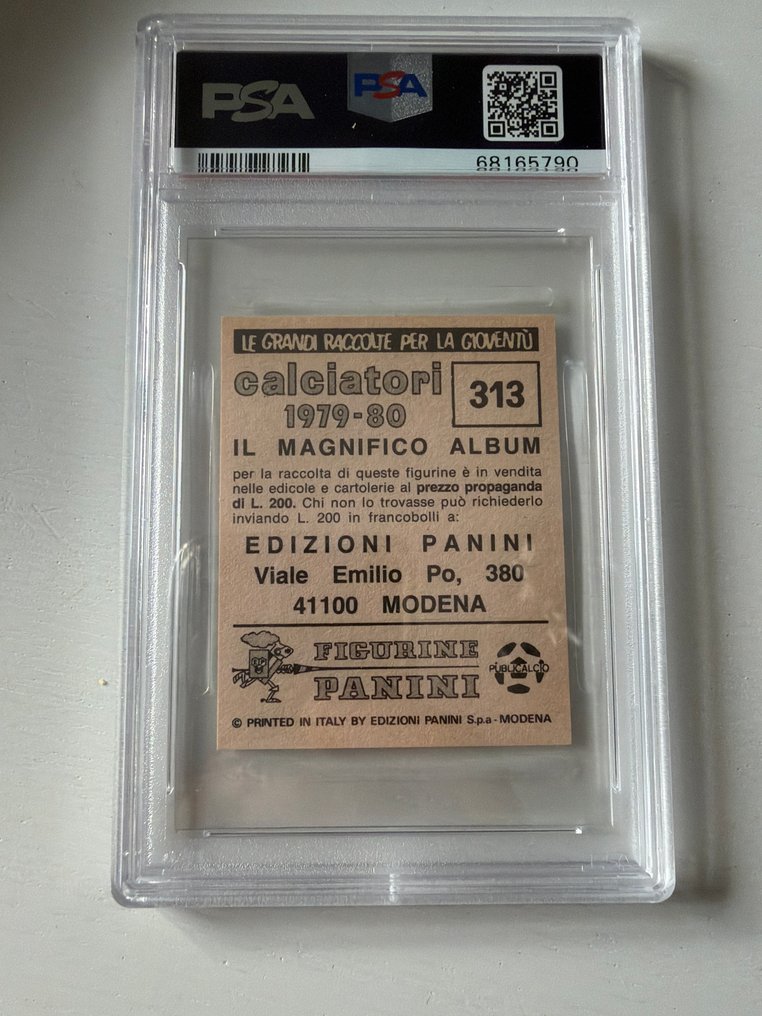 PSA
PSA
68165790
LE GRANDI RACCOLTE PER LA GIOVENTÙ
calciatori
1979-80
313
IL MAGNIFICO ALBUM
per la raccolta di queste figurine è in vendita
nelle edicole e cartolerie al prezzo propaganda
di L. 200. Chi non lo trovasse può richiederlo
inviando L. 200 in francobolli a:
EDIZIONI PANINI
Viale Emilio Po, 380
41100 MODENA
FIGURINE
PANINI
PUBLICALCIO
© PRINTED IN ITALY BY EDIZIONI PANINI S.p.a - MODENA